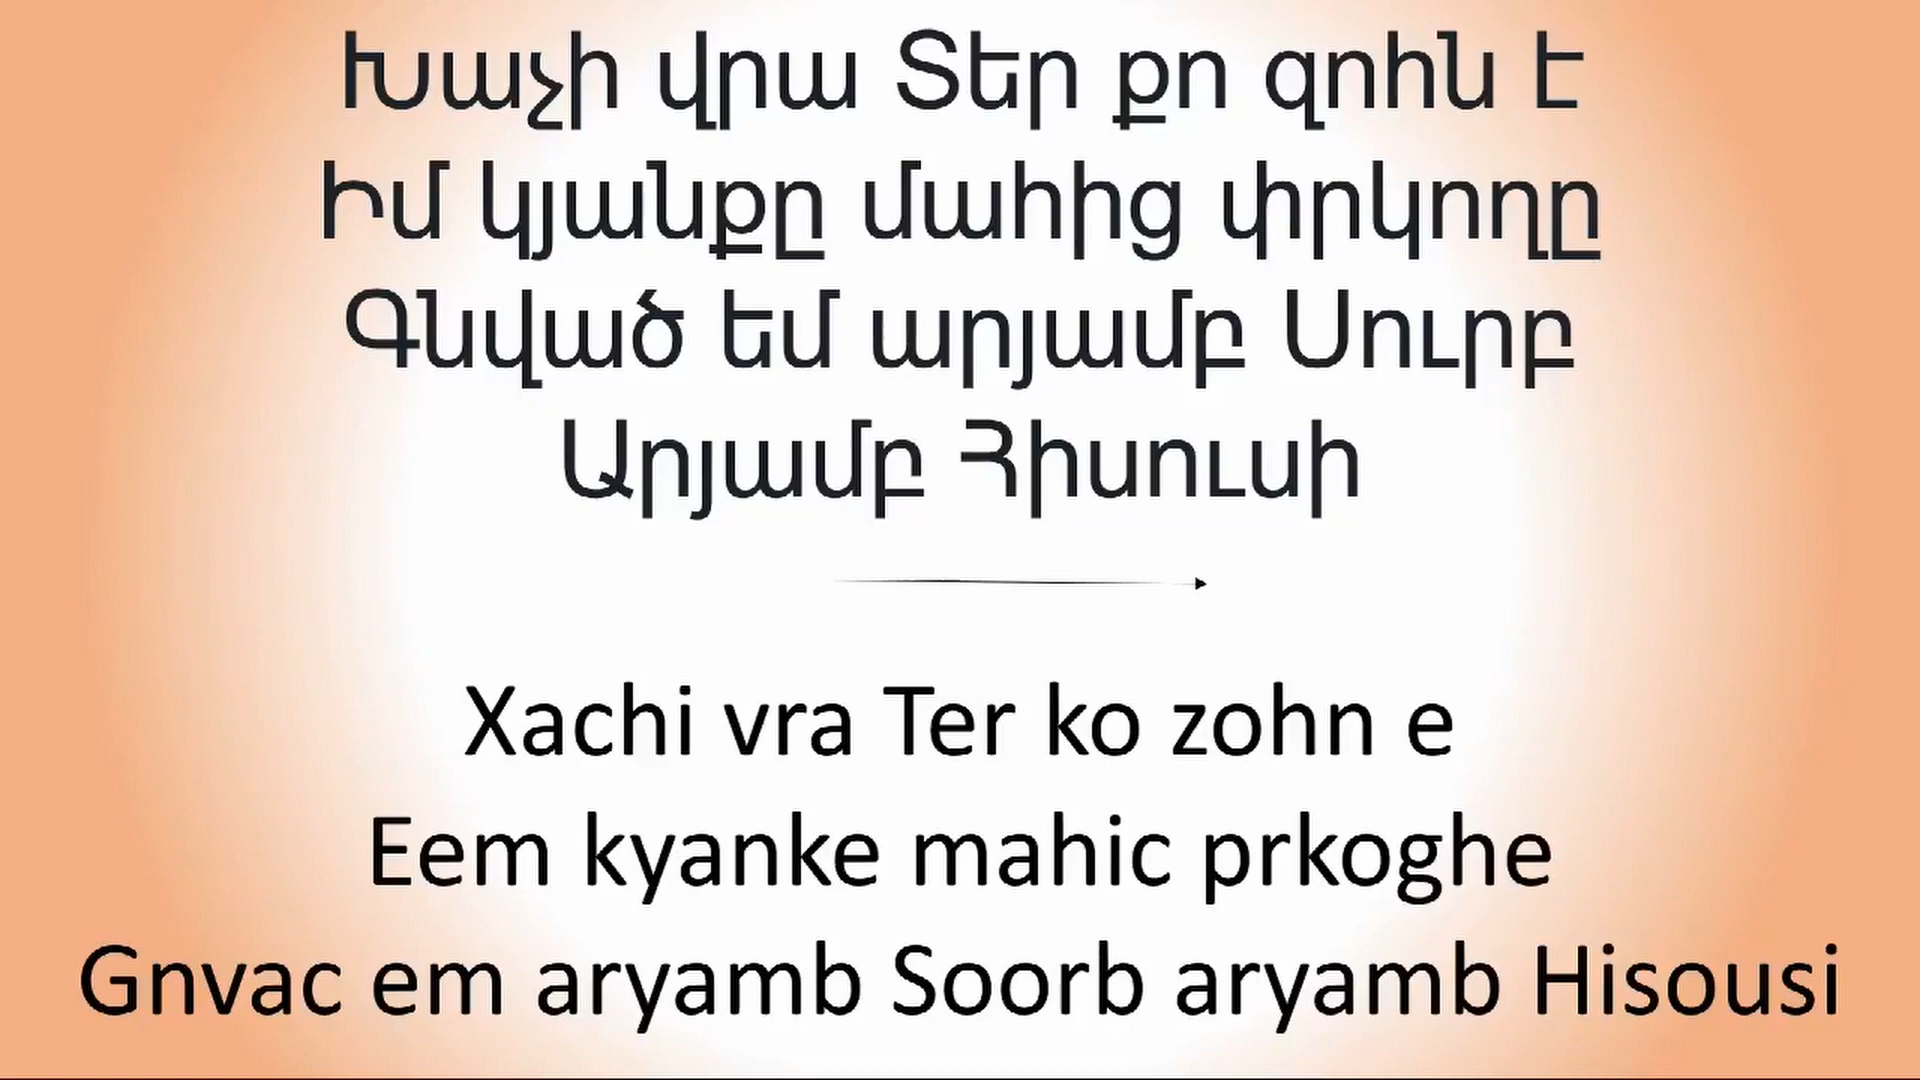 Խաչի վրա Տեր քո զոհն է
Իմ կյանքը մահից փրկողը
Գնված եմ արյամբ Սուրբ
Արյամբ Հիսուսի
Xachi vra Ter ko zohn e
Eem kyanke mahic prkoghe
Gnvac em aryamb Soorb aryamb Hisousi